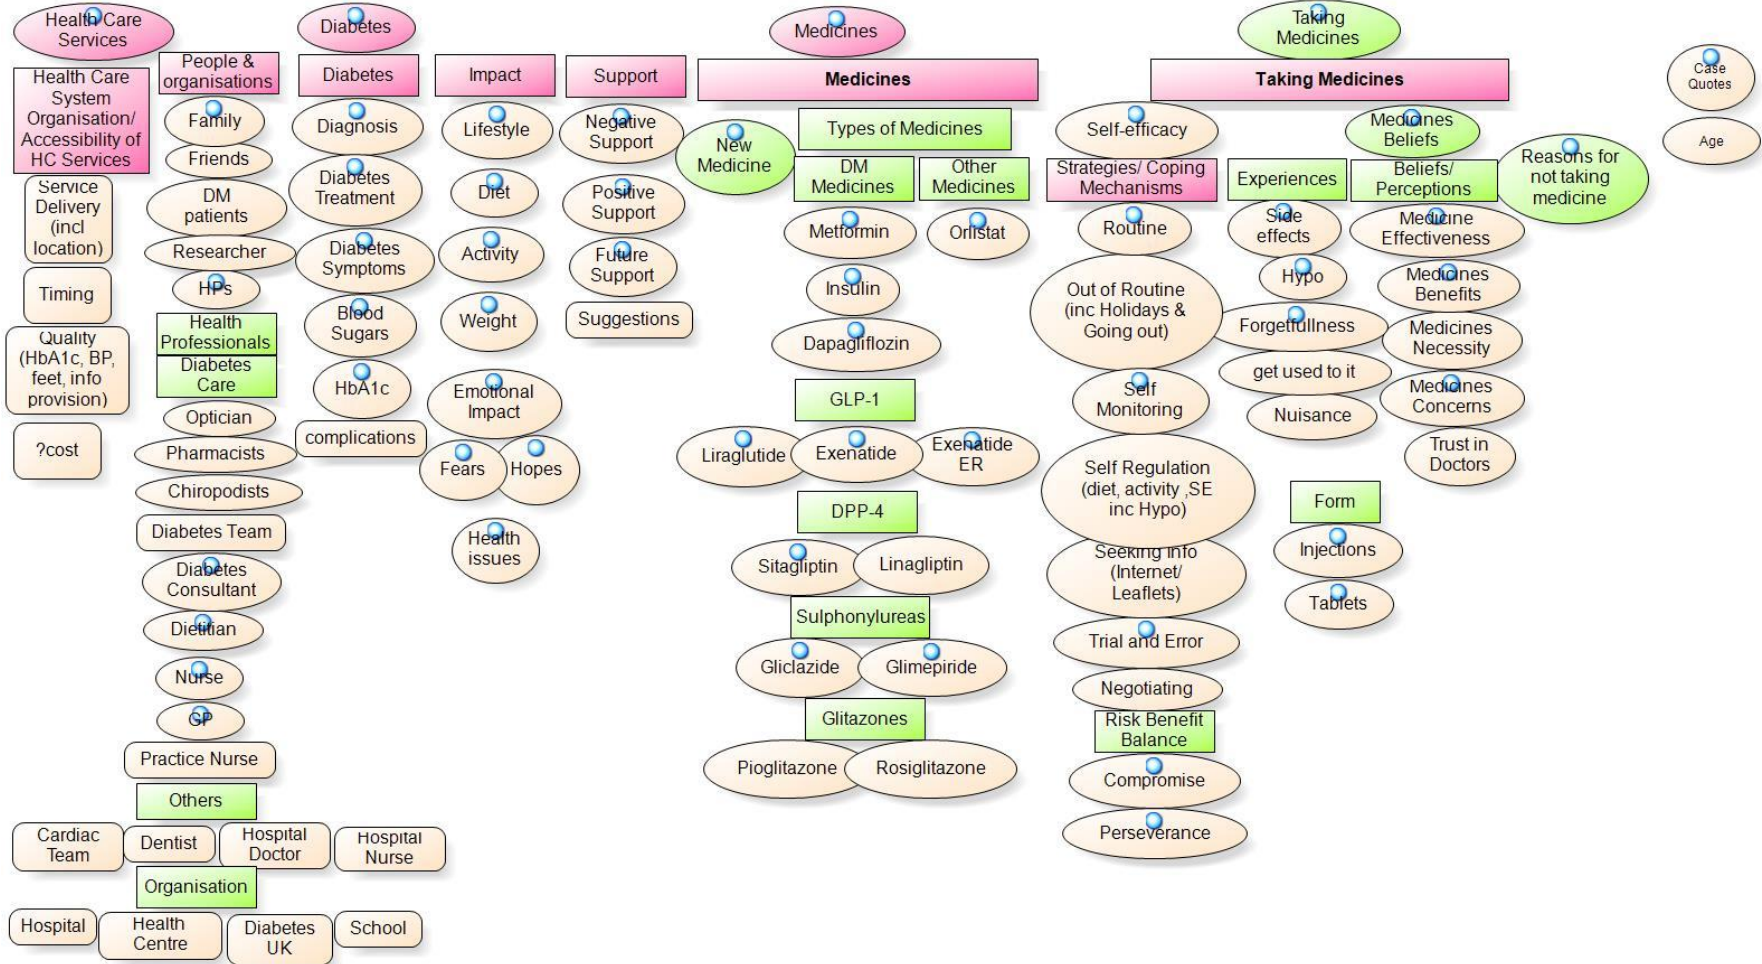 Health Care
Services
Health Care
System
Organisation/
Accessibility of
HC Services
Service
Delivery
(incl
location)
Timing
Quality
(HbA1c, BP,
feet, info
provision)
?cost
People &
organisations
Family
Friends
DM
patients
Researcher
HPs
Health
Professionals
Diabetes
Care
Optician
Pharmacists
Chiropodists
Diabetes Team
Diabetes
Consultant
Dietitian
Nurse
GP
Practice Nurse
Others
Cardiac
Team
Dentist
Hospital
Doctor
Hospital
Nurse
Organisation
Hospital
Health
Centre
Diabetes
UK
School
Diabetes
Diabetes
Diagnosis
Diabetes
Treatment
Diabetes
Symptoms
Blood
Sugars
HbA1c
complications
Impact
Lifestyle
Diet
Activity
Weight
Emotional
Impact
Fears
Hopes
Health
issues
Support
Negative
Support
Positive
Support
Future
Support
Suggestions
Medicines
Medicines
New
Medicine
Types of Medicines
DM
Medicines
Other
Medicines
Metformin
Orlistat
Insulin
Dapagliflozin
GLP-1
Liraglutide
Exenatide
Exenatide
ER
DPP-4
Sitagliptin
Linagliptin
Sulphonylureas
Gliclazide
Glimepiride
Glitazones
Pioglitazone
Rosiglitazone
Taking
Medicines
Taking Medicines
Self-efficacy
Strategies/ Coping
Mechanisms
Routine
Out of Routine
(inc Holidays &
Going out)
Self
Monitoring
Self Regulation
(diet, activity ,SE
inc Hypo)
Seeking info
(Internet/
Leaflets)
Trial and Error
Negotiating
Risk Benefit
Balance
Compromise
Perseverance
Experiences
Side
effects
Hypo
Forgetfullness
get used to it
Nuisance
Form
Injections
Tablets
Medicines
Beliefs
Beliefs/
Perceptions
Medicine
Effectiveness
Medicines
Benefits
Medicines
Necessity
Medicines
Concerns
Trust in
Doctors
Reasons for
not taking
medicine
Case
Quotes
Age